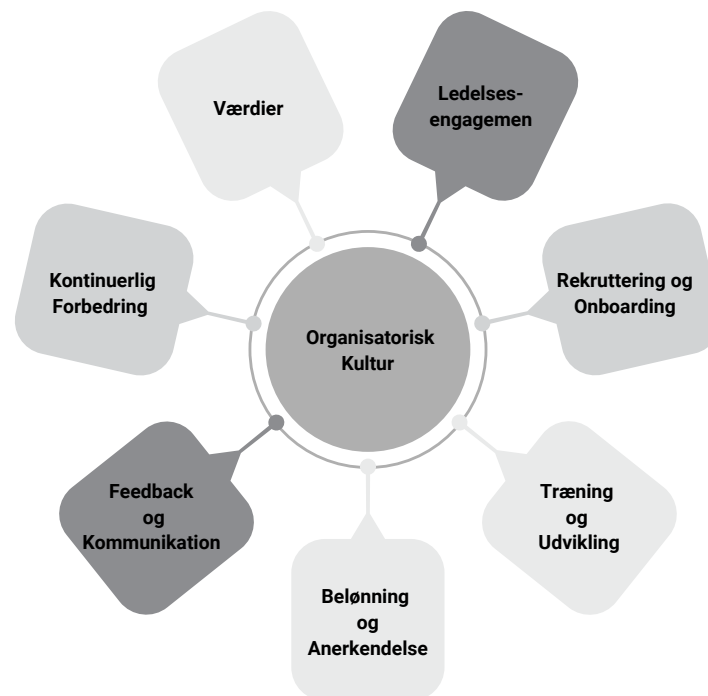 Værdier
Ledelses-
engagemen
Kontinuerlig
Forbedring
Rekruttering og
Onboarding
Organisatorisk
Kultur
Feedback
og
Kommunikation
Træning
og
Udvikling
Belønning
og
Anerkendelse